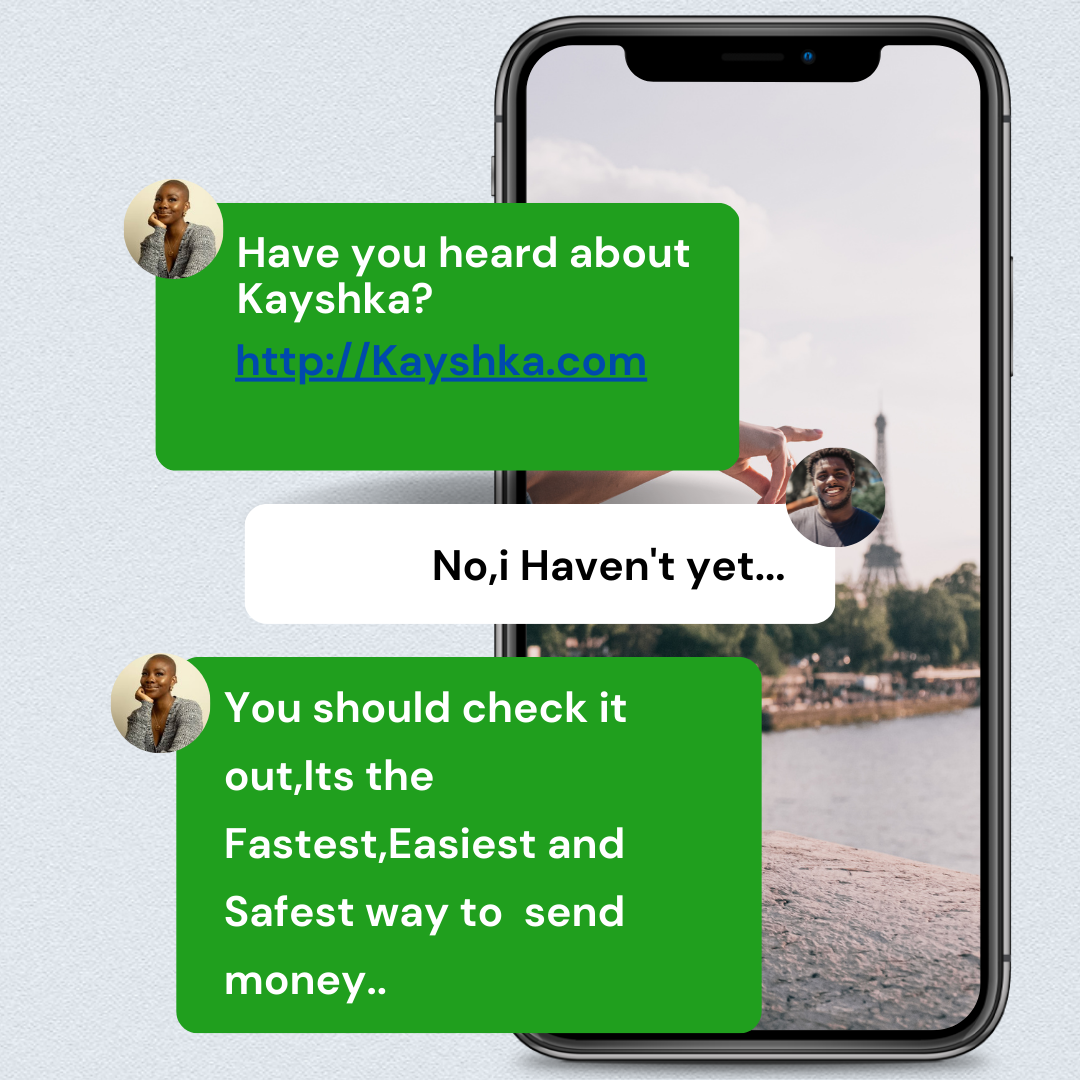 Have you heard about
Kayshka?
http://Kayshka.com
No,i Haven't yet...
You should check it
out,Its the
Fastest,Easiest and
Safest way to  send
money..